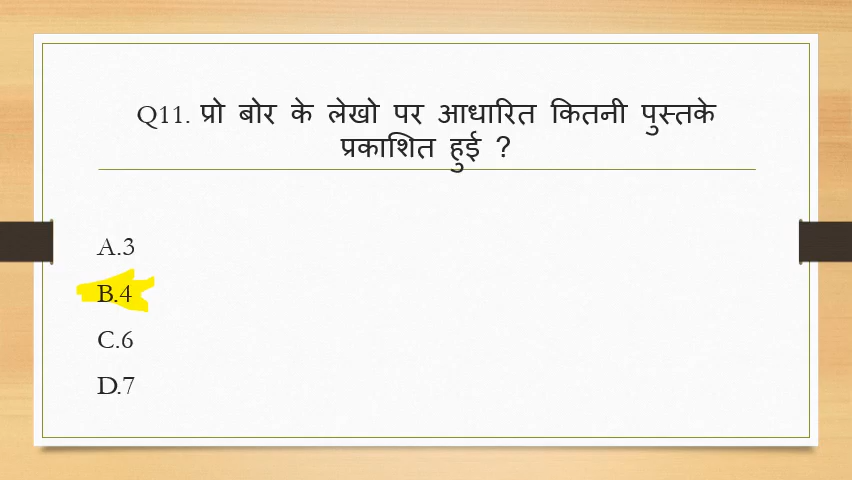 Q11. प्रो बोर के लेखो पर आधारित कितनी पुस्तके
प्रकाशित हुई ?
A.3
B.4
C.6
D.7